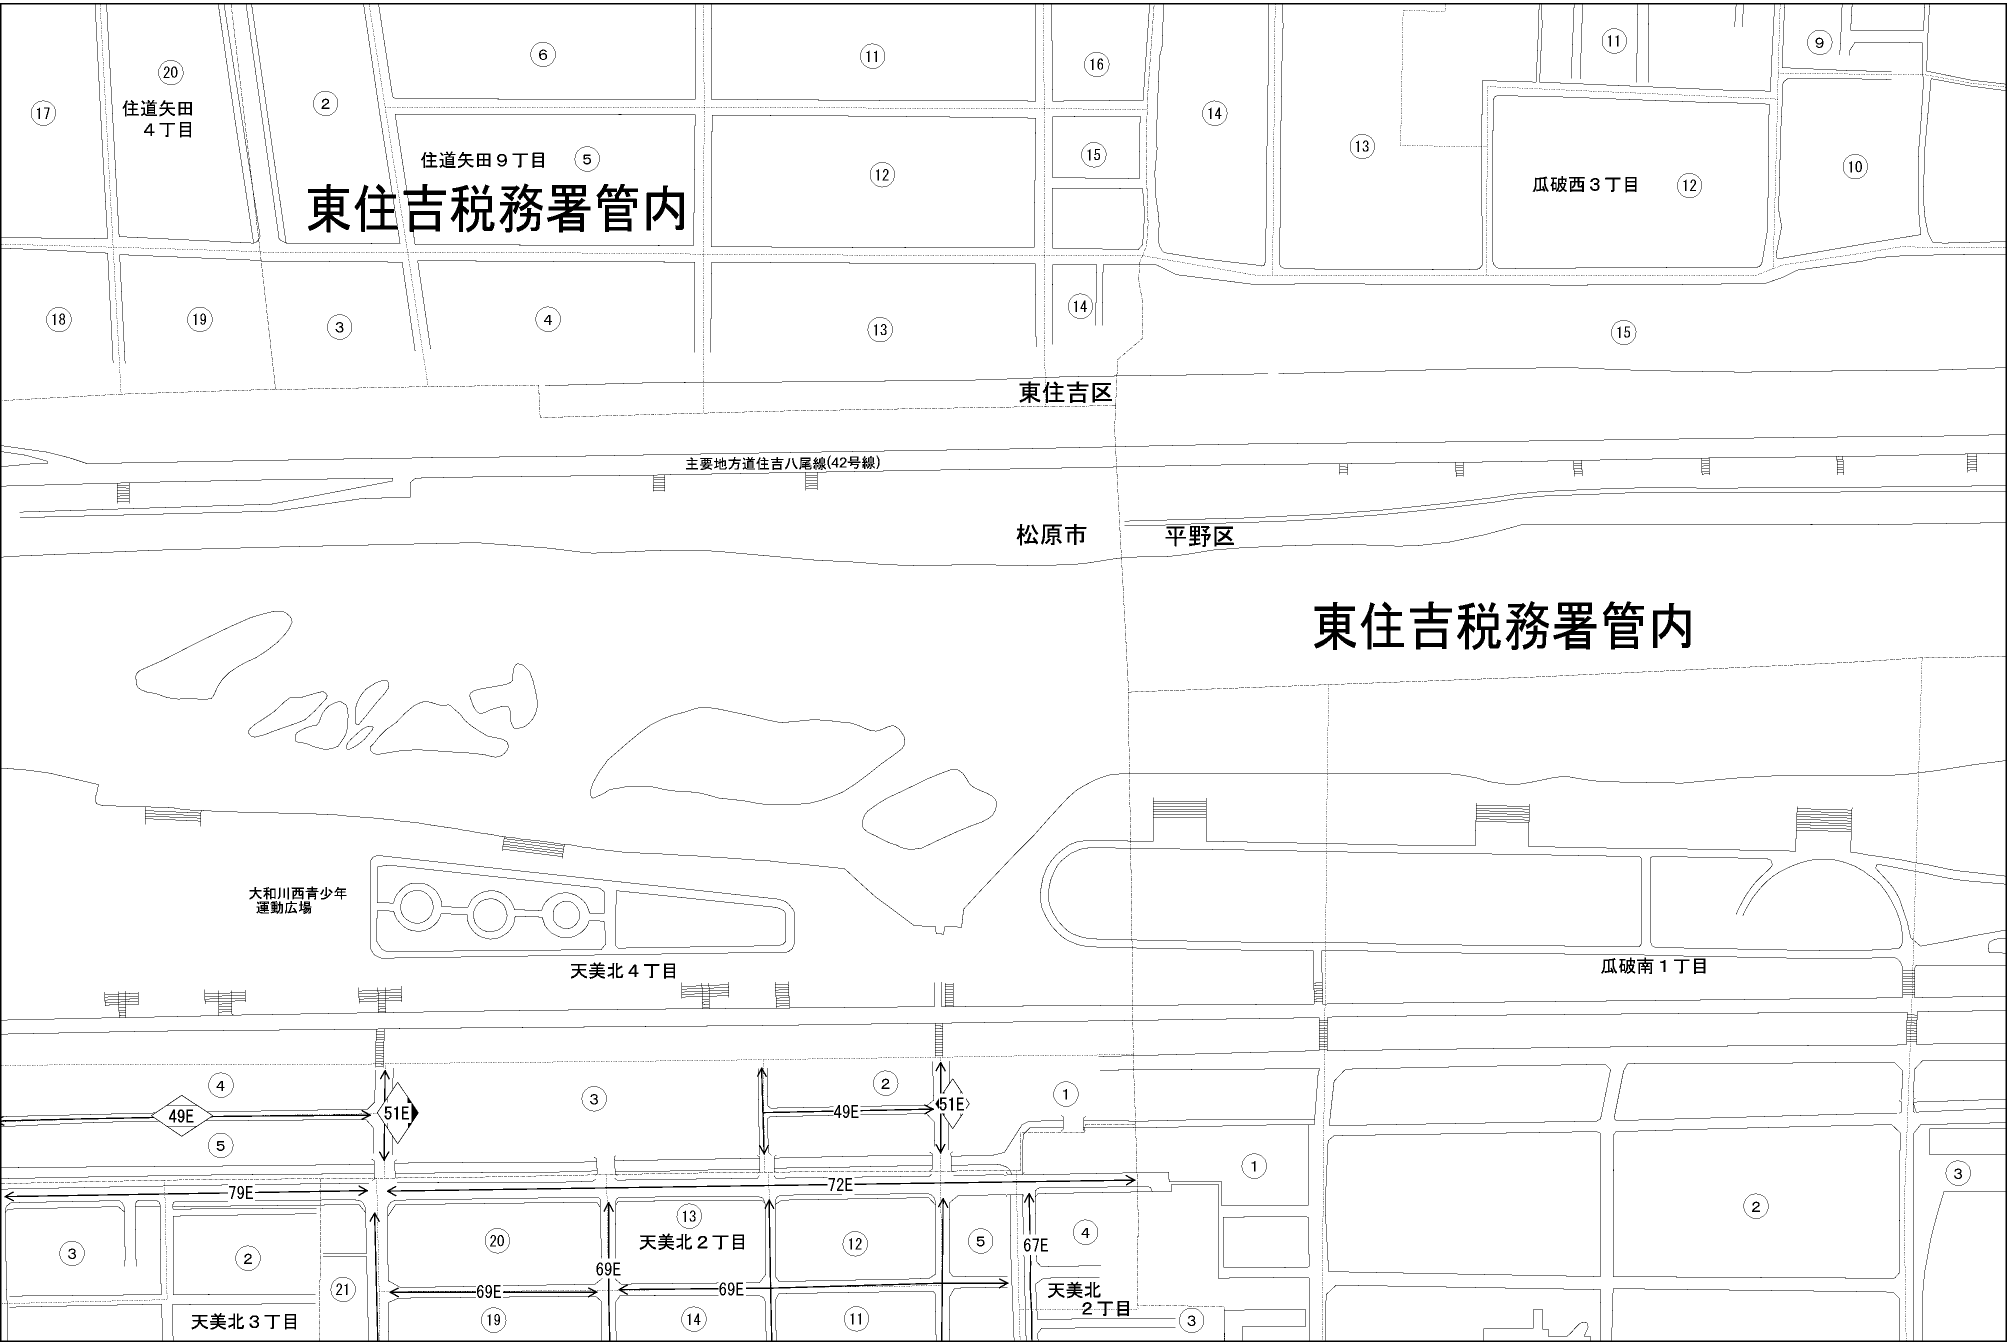 ⑥
⑪
⑯
⑪
⑨
⑳
住道矢田
４丁目
⑰
②
⑭
⑬
住道矢田９丁目
⑤
⑫
⑮
瓜破西３丁目
⑫
⑩
東住吉税務署管内
⑱
⑲
③
④
⑬
⑭
⑮
東住吉区
主要地方道住吉八尾線(42号線)
松原市
平野区
東住吉税務署管内
大和川西青少年
運動広場
天美北４丁目
瓜破南１丁目
④
③
②
①
49E
51E
49E
51E
⑤
①
③
79E
72E
②
③
②
⑳
⑬
天美北２丁目
⑫
⑤
67E
④
69E
㉑
69E
69E
天美北
２丁目
天美北３丁目
⑲
⑭
⑪
③